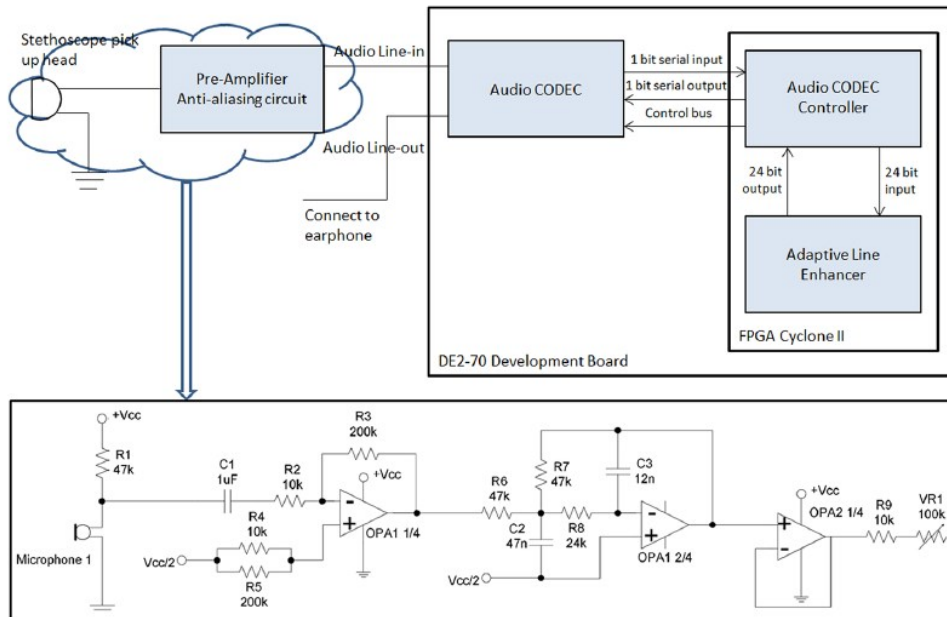 Stethoscope pick
up head
Pre-Amplifier
Anti-aliasing circuit
Audio Line-in
Audio Line-out
Connect to
earphone
Audio CODEC
1 bit serial input
1 bit serial output
Control bus
Audio CODEC
Controller
24 bit
output
24 bit
input
Adaptive Line
Enhancer
FPGA Cyclone II
DE2-70 Development Board
+Vcc
R1
47k
Microphone 1
C1
1uF
R2
10k
R3
200k
+Vcc
OPA1 1/4
R4
10k
R5
200k
Vcc/2
R6
47k
R7
47k
C2
47n
R8
24k
C3
12n
OPA1 2/4
Vcc/2
+Vcc
OPA2 1/4
R9
10k
VR1
100k